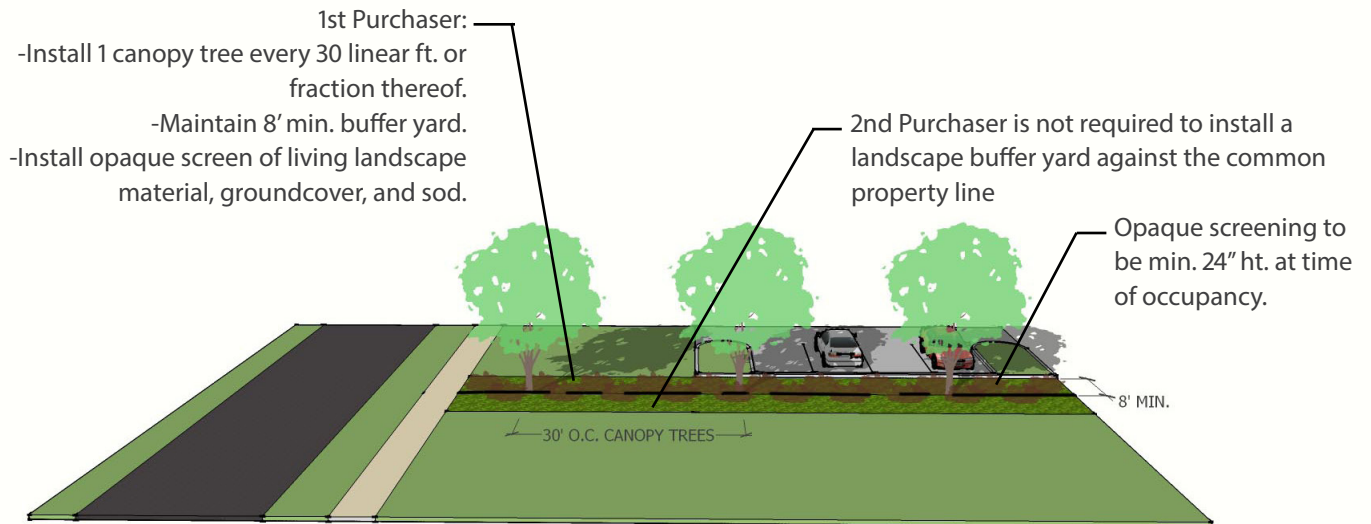 1st Purchaser:
-Install 1 canopy tree every 30 linear ft. or
fraction thereof.
-Maintain 8’ min. buffer yard.
-Install opaque screen of living landscape
material, groundcover, and sod.
2nd Purchaser is not required to install a
landscape buffer yard against the common
property line
Opaque screening to
be min. 24” ht. at time
of occupancy.
8' MIN.
30' O.C. CANOPY TREES